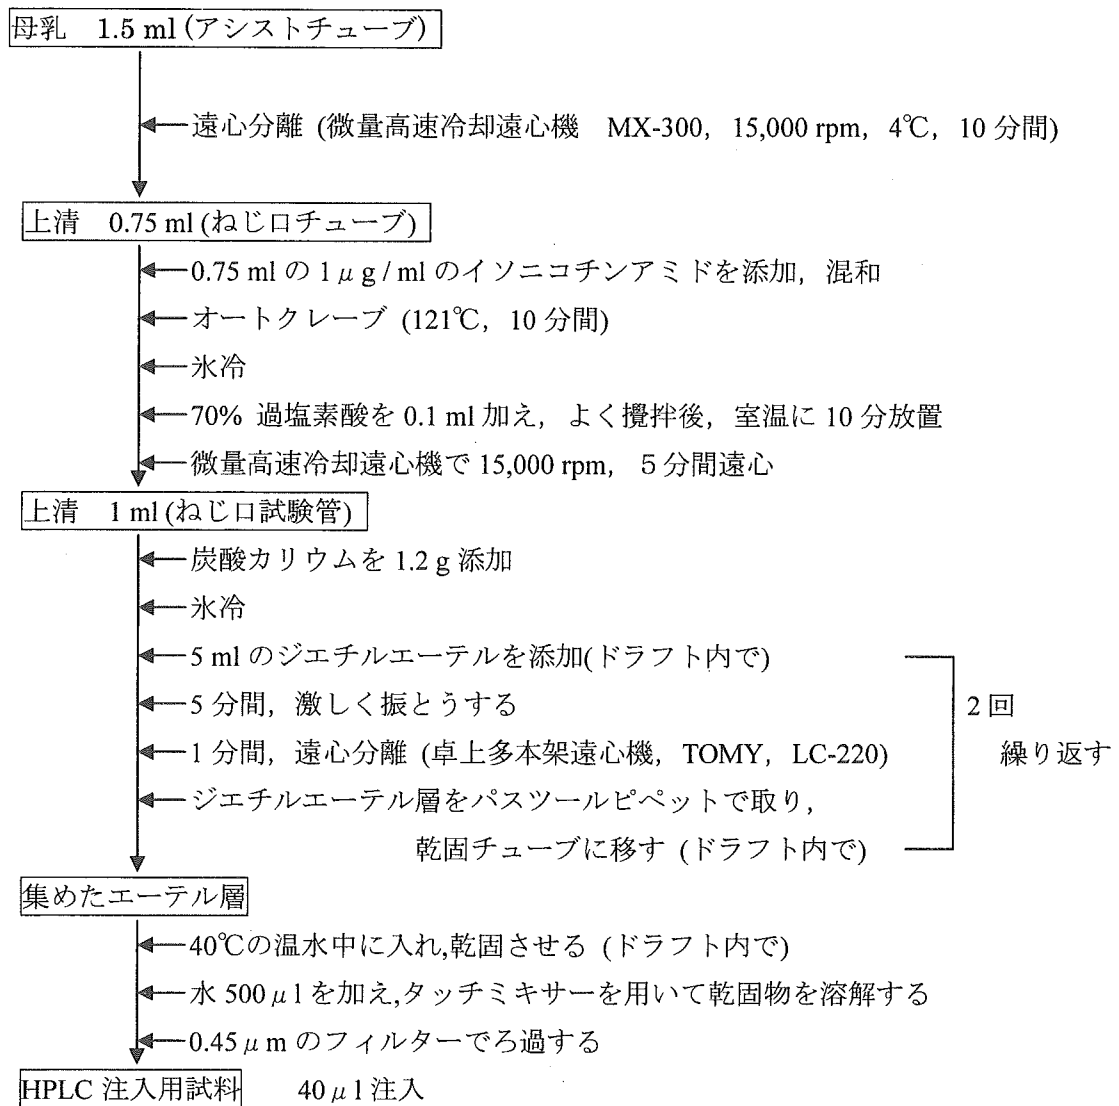 母乳　1.5 ml (アシストチューブ)
遠心分離 (微量高速冷却遠心機　MX-300，15,000 rpm，4℃，10 分間)
上清　0.75 ml (ねじ口チューブ)
0.75 ml の 1 μ g / ml のイソニコチンアミドを添加，混和
オートクレーブ (121℃，10 分間)
氷冷
70% 過塩素酸を 0.1 ml 加え，よく攪拌後，室温に 10 分放置
微量高速冷却遠心機で 15,000 rpm，５分間遠心
上清　1 ml (ねじ口試験管)
炭酸カリウムを 1.2 g 添加
氷冷
5 ml のジエチルエーテルを添加(ドラフト内で)
5 分間，激しく振とうする
2 回
1 分間，遠心分離 (卓上多本架遠心機，TOMY，LC-220)
繰り返す
ジエチルエーテル層をパスツールピペットで取り，
乾固チューブに移す (ドラフト内で)
集めたエーテル層
40℃の温水中に入れ,乾固させる (ドラフト内で)
水 500 μ l を加え,タッチミキサーを用いて乾固物を溶解する
0.45 μ m のフィルターでろ過する
HPLC 注入用試料　40 μ l 注入